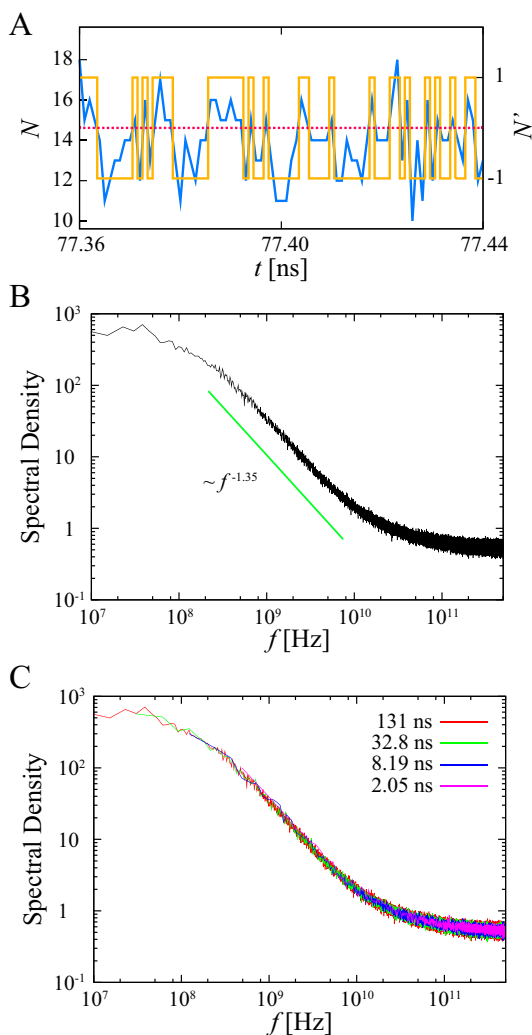 A
18
16
14
12
10
N
1
-1
N'
77.36
77.40
77.44
t [ns]
B
10^3
10^2
10
1
10^-1
Spectral Density
~ f^-1.35
10^7
10^8
10^9
10^10
10^11
f [Hz]
C
10^3
10^2
10
1
10^-1
Spectral Density
131 ns
32.8 ns
8.19 ns
2.05 ns
10^7
10^8
10^9
10^10
10^11
f [Hz]